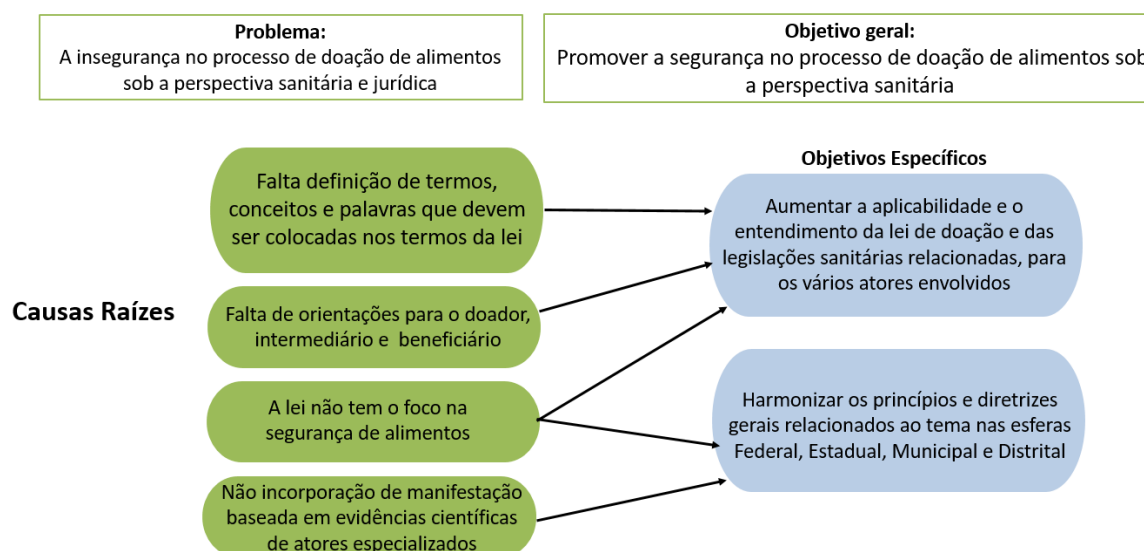 Problema:
A insegurança no processo de doação de alimentos
sob a perspectiva sanitária e jurídica
Objetivo geral:
Promover a segurança no processo de doação de alimentos sob
a perspectiva sanitária
Objetivos Específicos
Falta definição de termos,
conceitos e palavras que devem
ser colocadas nos termos da lei
Aumentar a aplicabilidade e o
entendimento da lei de doação e das
legislações sanitárias relacionadas, para
os vários atores envolvidos
Causas Raízes
Falta de orientações para o doador,
intermediário e beneficiário
A lei não tem o foco na
segurança de alimentos
Harmonizar os princípios e diretrizes
gerais relacionados ao tema nas esferas
Federal, Estadual, Municipal e Distrital
Não incorporação de manifestação
baseada em evidências científicas
de atores especializados